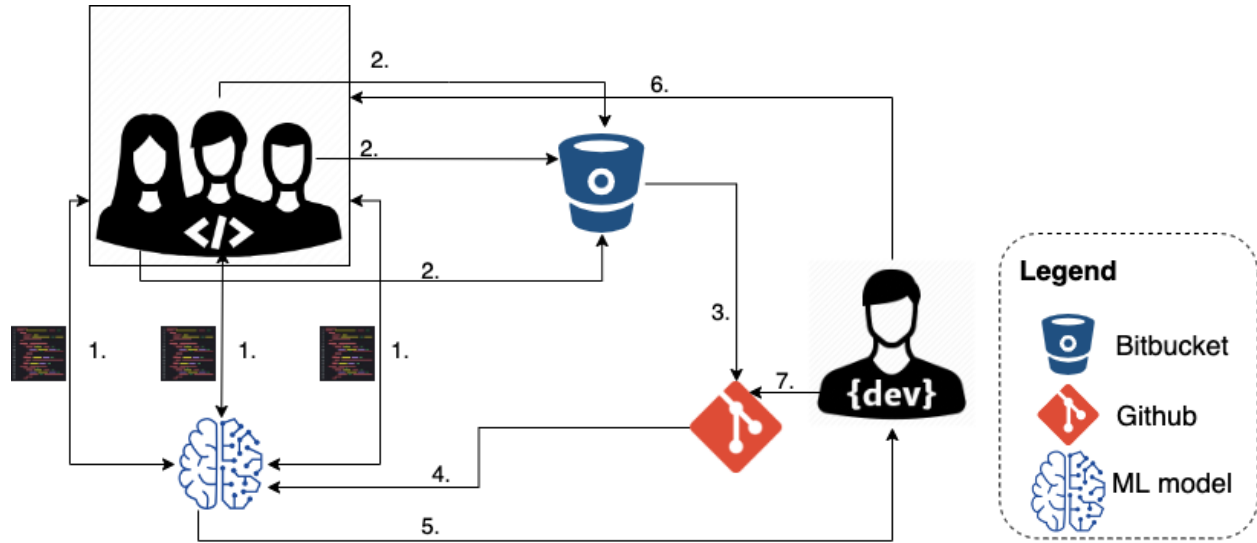 2.
6.
2.
</>
2.
1.
1.
1.
3.
7.
{dev}
4.
5.
Legend
Bitbucket
Github
ML model